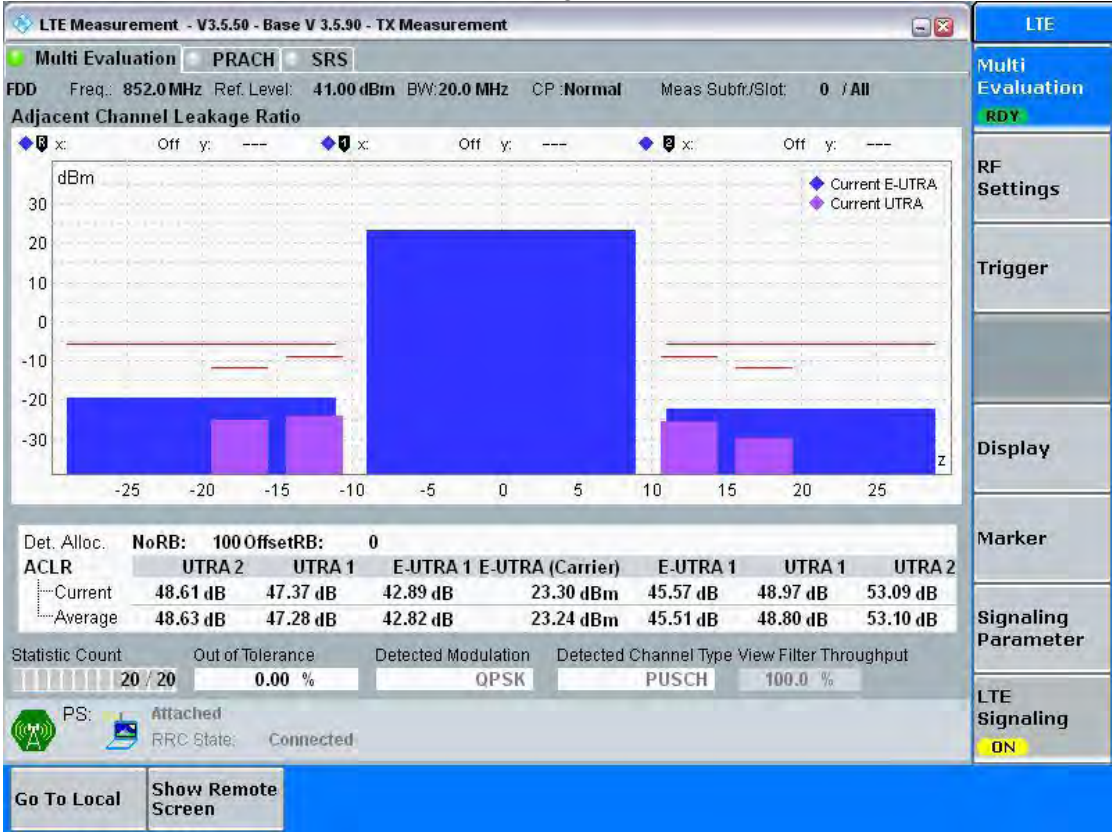 LTE Measurement - V3.5.50 - Base V 3.5.90 - TX Measurement
LTE
Multi Evaluation PRACH SRS
FDD Freq.: 852.0 MHz Ref. Level: 41.00 dBm BW: 20.0 MHz CP : Normal Meas Subfr./Slot: 0 / All
Adjacent Channel Leakage Ratio
R x: Off y: --- 1 x: Off y: --- 2 x: Off y: ---
dBm
Current E-UTRA
Current UTRA
30
20
10
0
-10
-20
-30
z
-25 -20 -15 -10 -5 0 5 10 15 20 25
Det. Alloc. NoRB: 100 OffsetRB: 0
ACLR UTRA 2 UTRA 1 E-UTRA 1 E-UTRA (Carrier) E-UTRA 1 UTRA 1 UTRA 2
Current 48.61 dB 47.37 dB 42.89 dB 23.30 dBm 45.57 dB 48.97 dB 53.09 dB
Average 48.63 dB 47.28 dB 42.82 dB 23.24 dBm 45.51 dB 48.80 dB 53.10 dB
Statistic Count Out of Tolerance Detected Modulation Detected Channel Type View Filter Throughput
20 / 20 0.00 % QPSK PUSCH 100.0 %
PS: Attached
RRC State: Connected
Multi
Evaluation
RDY
RF
Settings
Trigger
Display
Marker
Signaling
Parameter
LTE
Signaling
ON
Go To Local
Show Remote
Screen